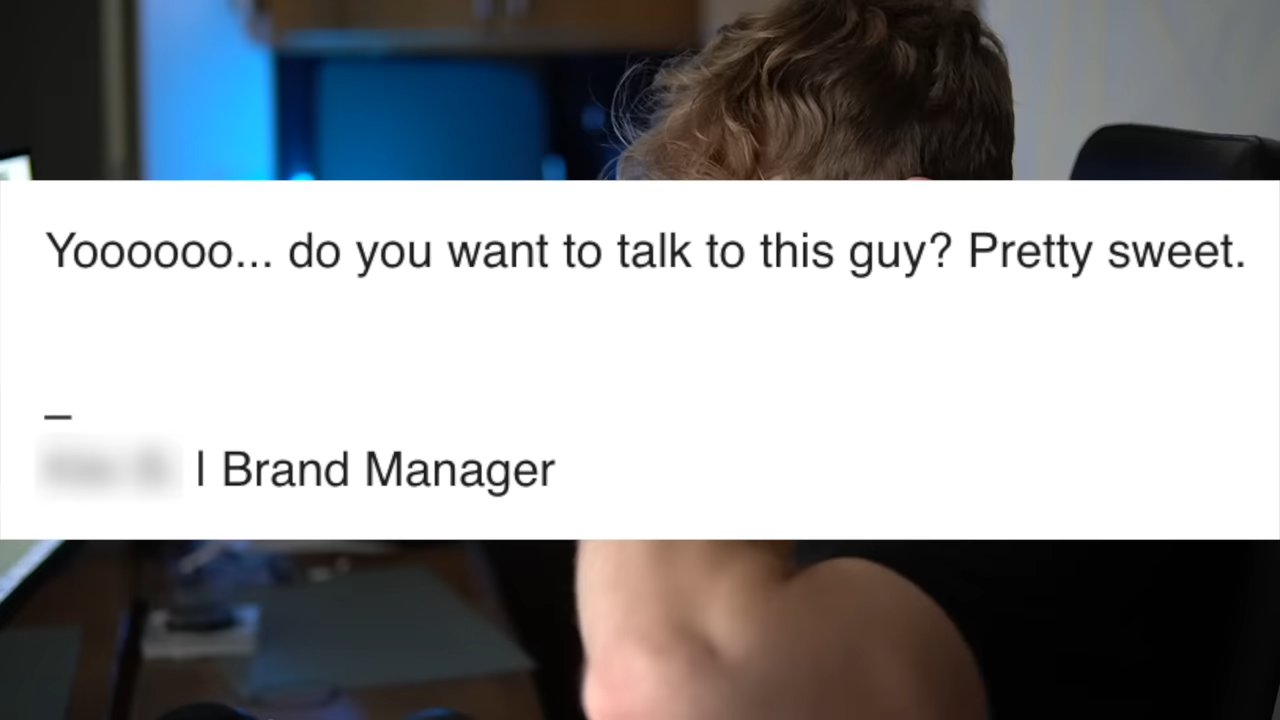 Yoooooo... do you want to talk to this guy? Pretty sweet.
–
| Brand Manager